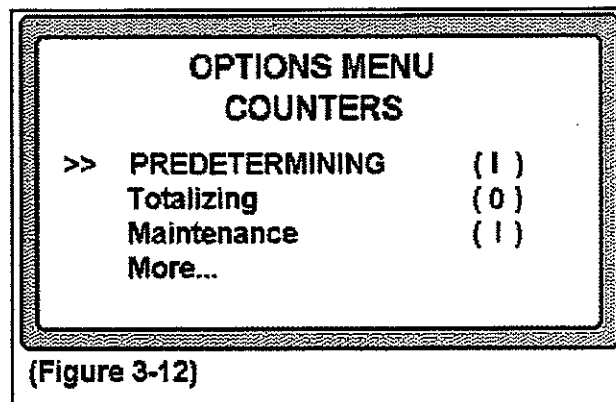 OPTIONS MENU
COUNTERS
>> PREDETERMINING ( I )
Totalizing ( 0 )
Maintenance ( I )
More...
(Figure 3-12)